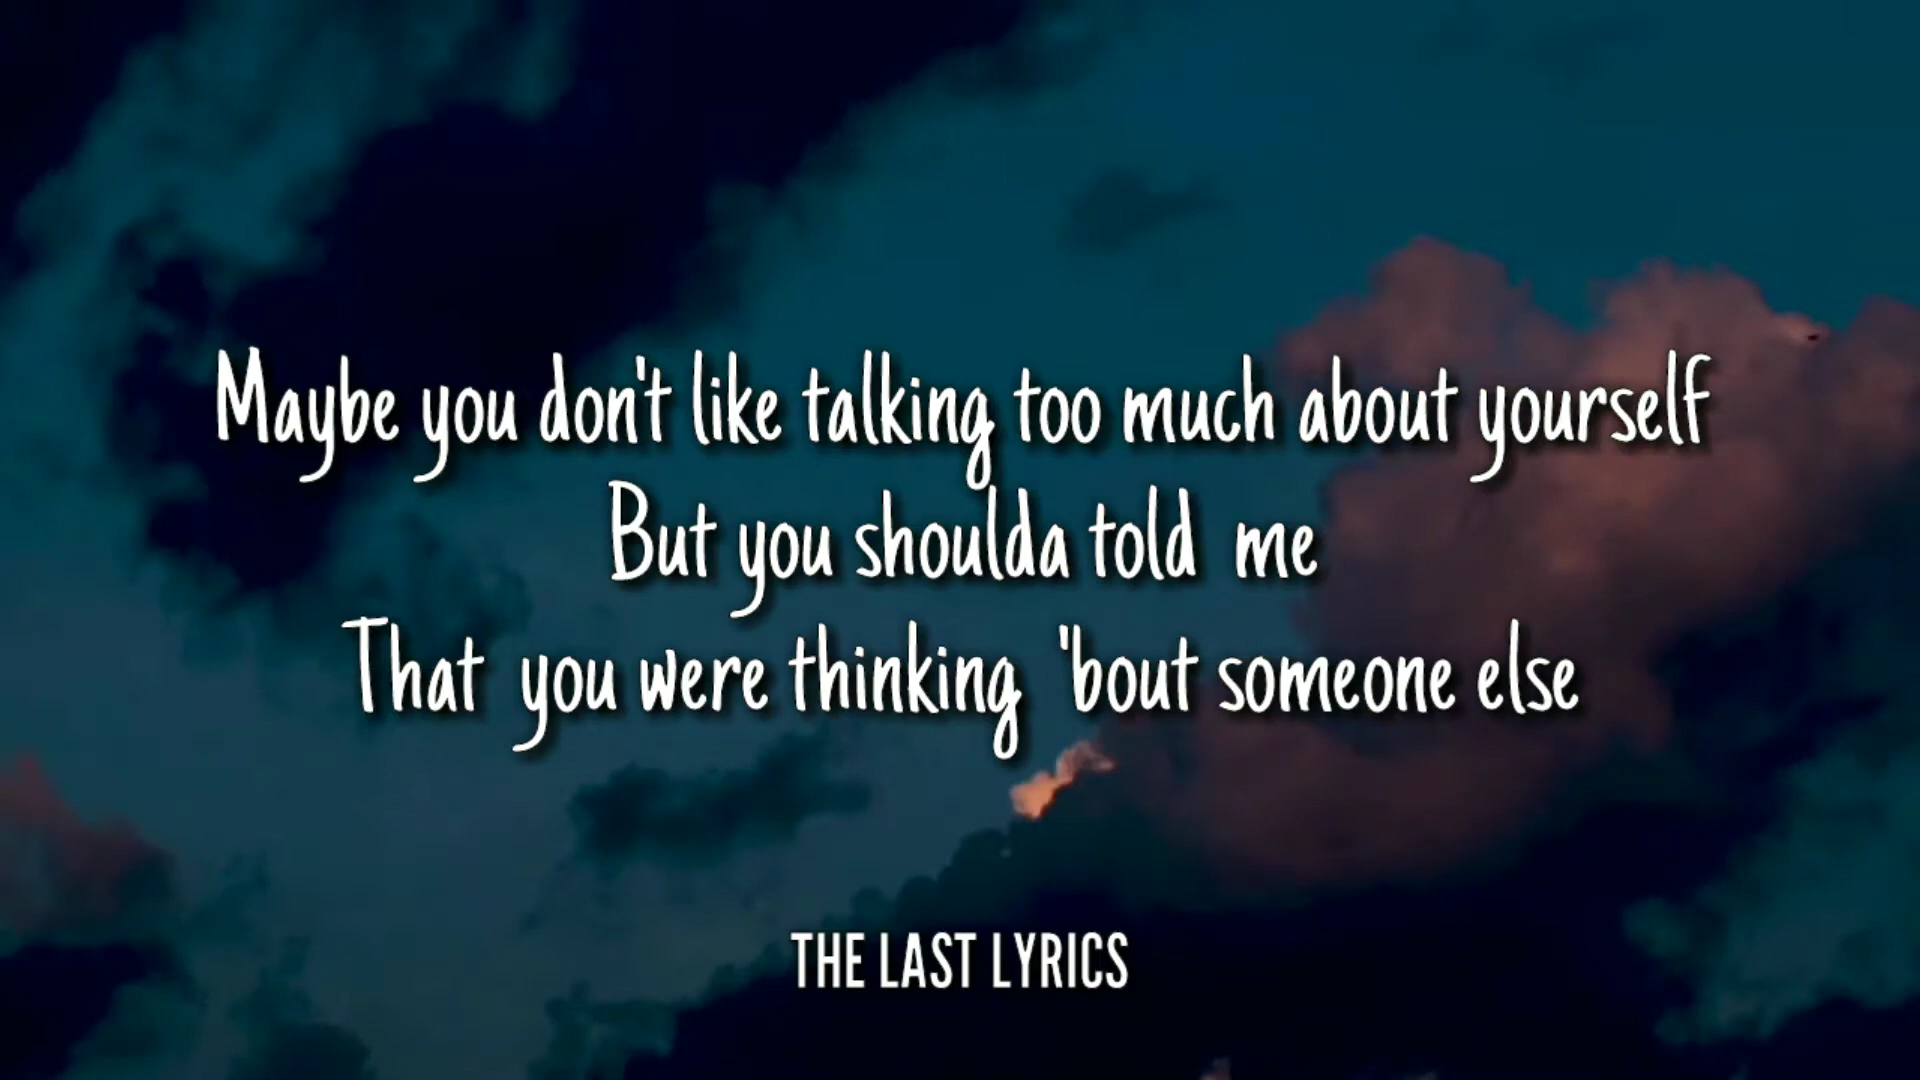 Maybe you don't like talking too much about yourself
But you shoulda told me
That you were thinking 'bout someone else
THE LAST LYRICS